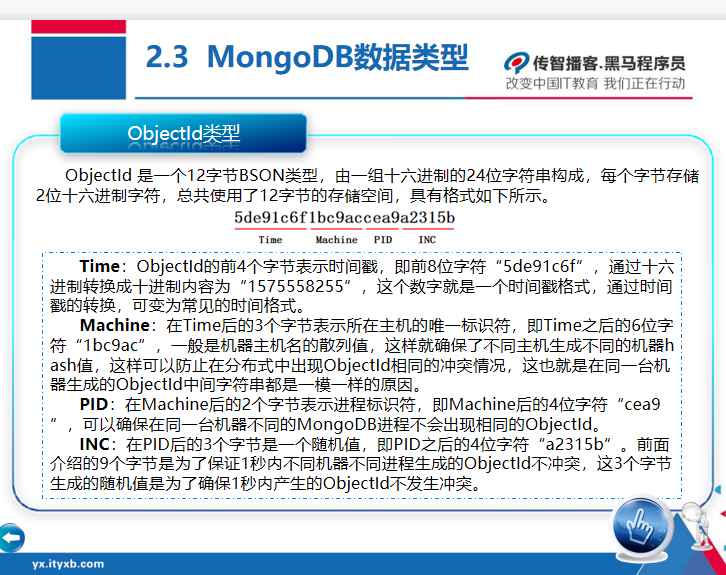 2.3 MongoDB数据类型
传智播客.黑马程序员
改变中国IT教育 我们正在行动
ObjectId类型
ObjectId 是一个12字节BSON类型，由一组十六进制的24位字符串构成，每个字节存储
2位十六进制字符，总共使用了12字节的存储空间，具有格式如下所示。
5de91c6f1bc9accea9a2315b
Time Machine PID INC
Time：ObjectId的前4个字节表示时间戳，即前8位字符“5de91c6f”，通过十六
进制转换成十进制内容为“1575558255”，这个数字就是一个时间戳格式，通过时间
戳的转换，可变为常见的时间格式。
Machine：在Time后的3个字节表示所在主机的唯一标识符，即Time之后的6位字
符“1bc9ac”，一般是机器主机名的散列值，这样就确保了不同主机生成不同的机器h
ash值，这样可以防止在分布式中出现ObjectId相同的冲突情况，这也就是在同一台机
器生成的ObjectId中间字符串都是一模一样的原因。
PID：在Machine后的2个字节表示进程标识符，即Machine后的4位字符“cea9
”，可以确保在同一台机器不同的MongoDB进程不会出现相同的ObjectId。
INC：在PID后的3个字节是一个随机值，即PID之后的4位字符“a2315b”。前面
介绍的9个字节是为了保证1秒内不同机器不同进程生成的ObjectId不冲突，这3个字节
生成的随机值是为了确保1秒内产生的ObjectId不发生冲突。
yx.ityxb.com